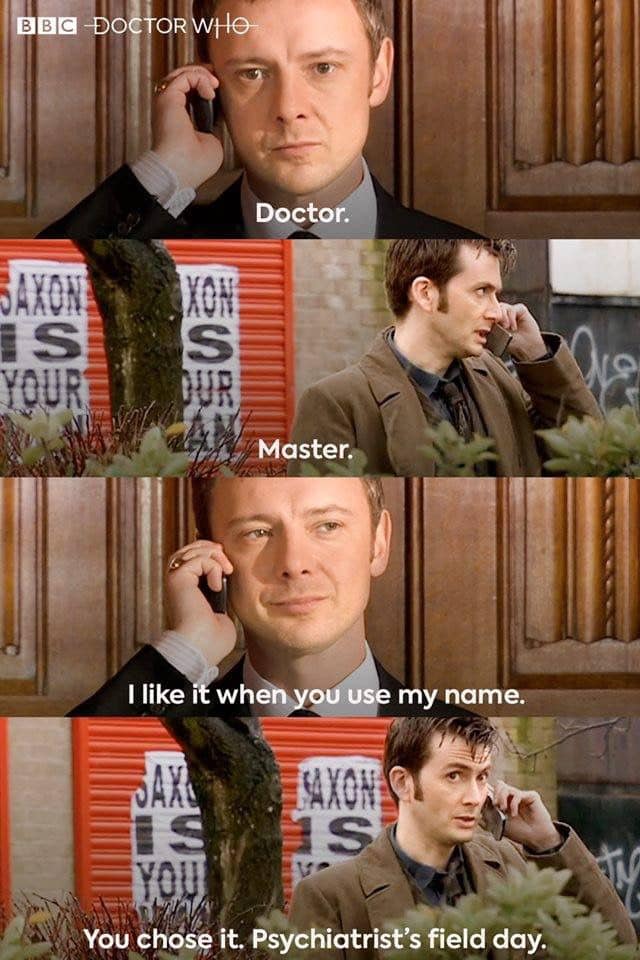 BBC DOCTOR WHO
Doctor.
SAXON
IS
YOUR
XON
S
OUR
Master.
I like it when you use my name.
SAXO
IS
YOU
SAXON
IS
You chose it. Psychiatrist's field day.